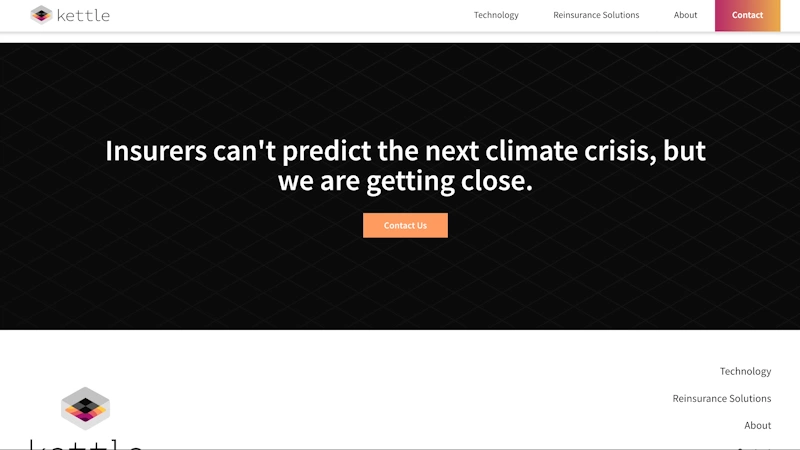 kettle
Technology
Reinsurance Solutions
About
Contact
Insurers can't predict the next climate crisis, but
we are getting close.
Contact Us
Technology
Reinsurance Solutions
About
kettle